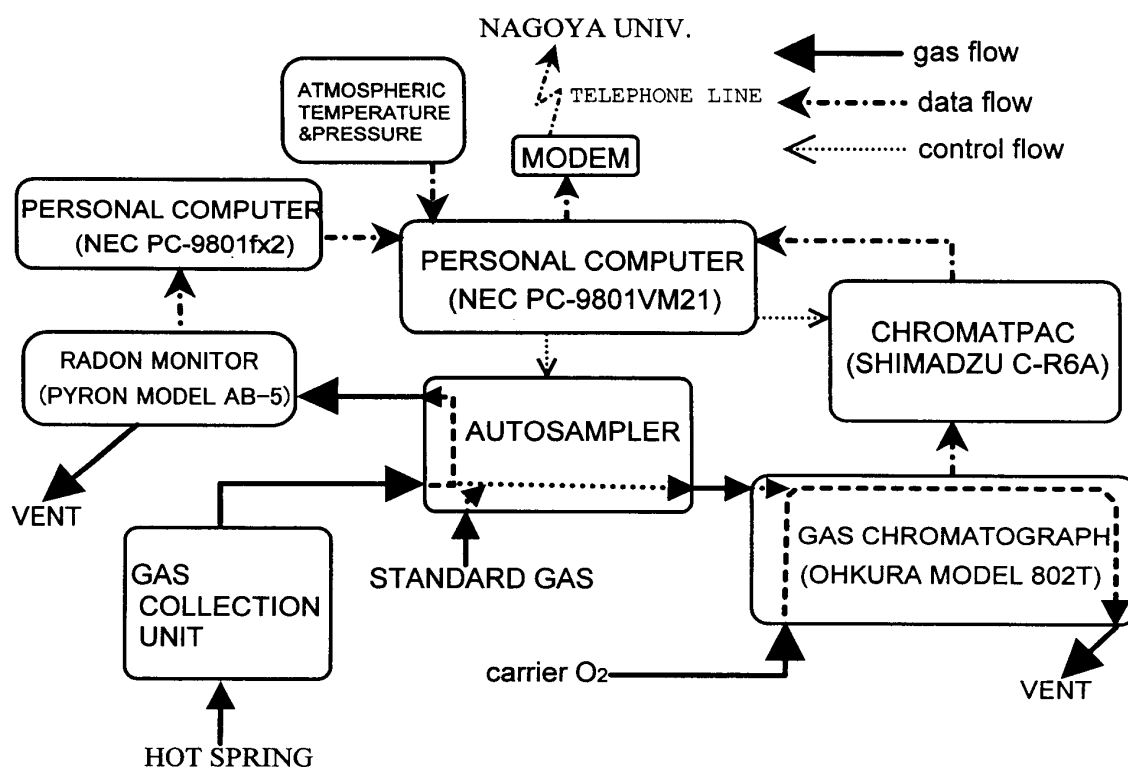 NAGOYA UNIV.
gas flow
TELEPHONE LINE
data flow
control flow
ATMOSPHERIC
TEMPERATURE
&PRESSURE
MODEM
PERSONAL COMPUTER
(NEC PC-9801fx2)
PERSONAL COMPUTER
(NEC PC-9801VM21)
RADON MONITOR
(PYRON MODEL AB-5)
CHROMATPAC
(SHIMADZU C-R6A)
AUTOSAMPLER
VENT
GAS
COLLECTION
UNIT
STANDARD GAS
GAS CHROMATOGRAPH
(OHKURA MODEL 802T)
carrier O2
VENT
HOT SPRING